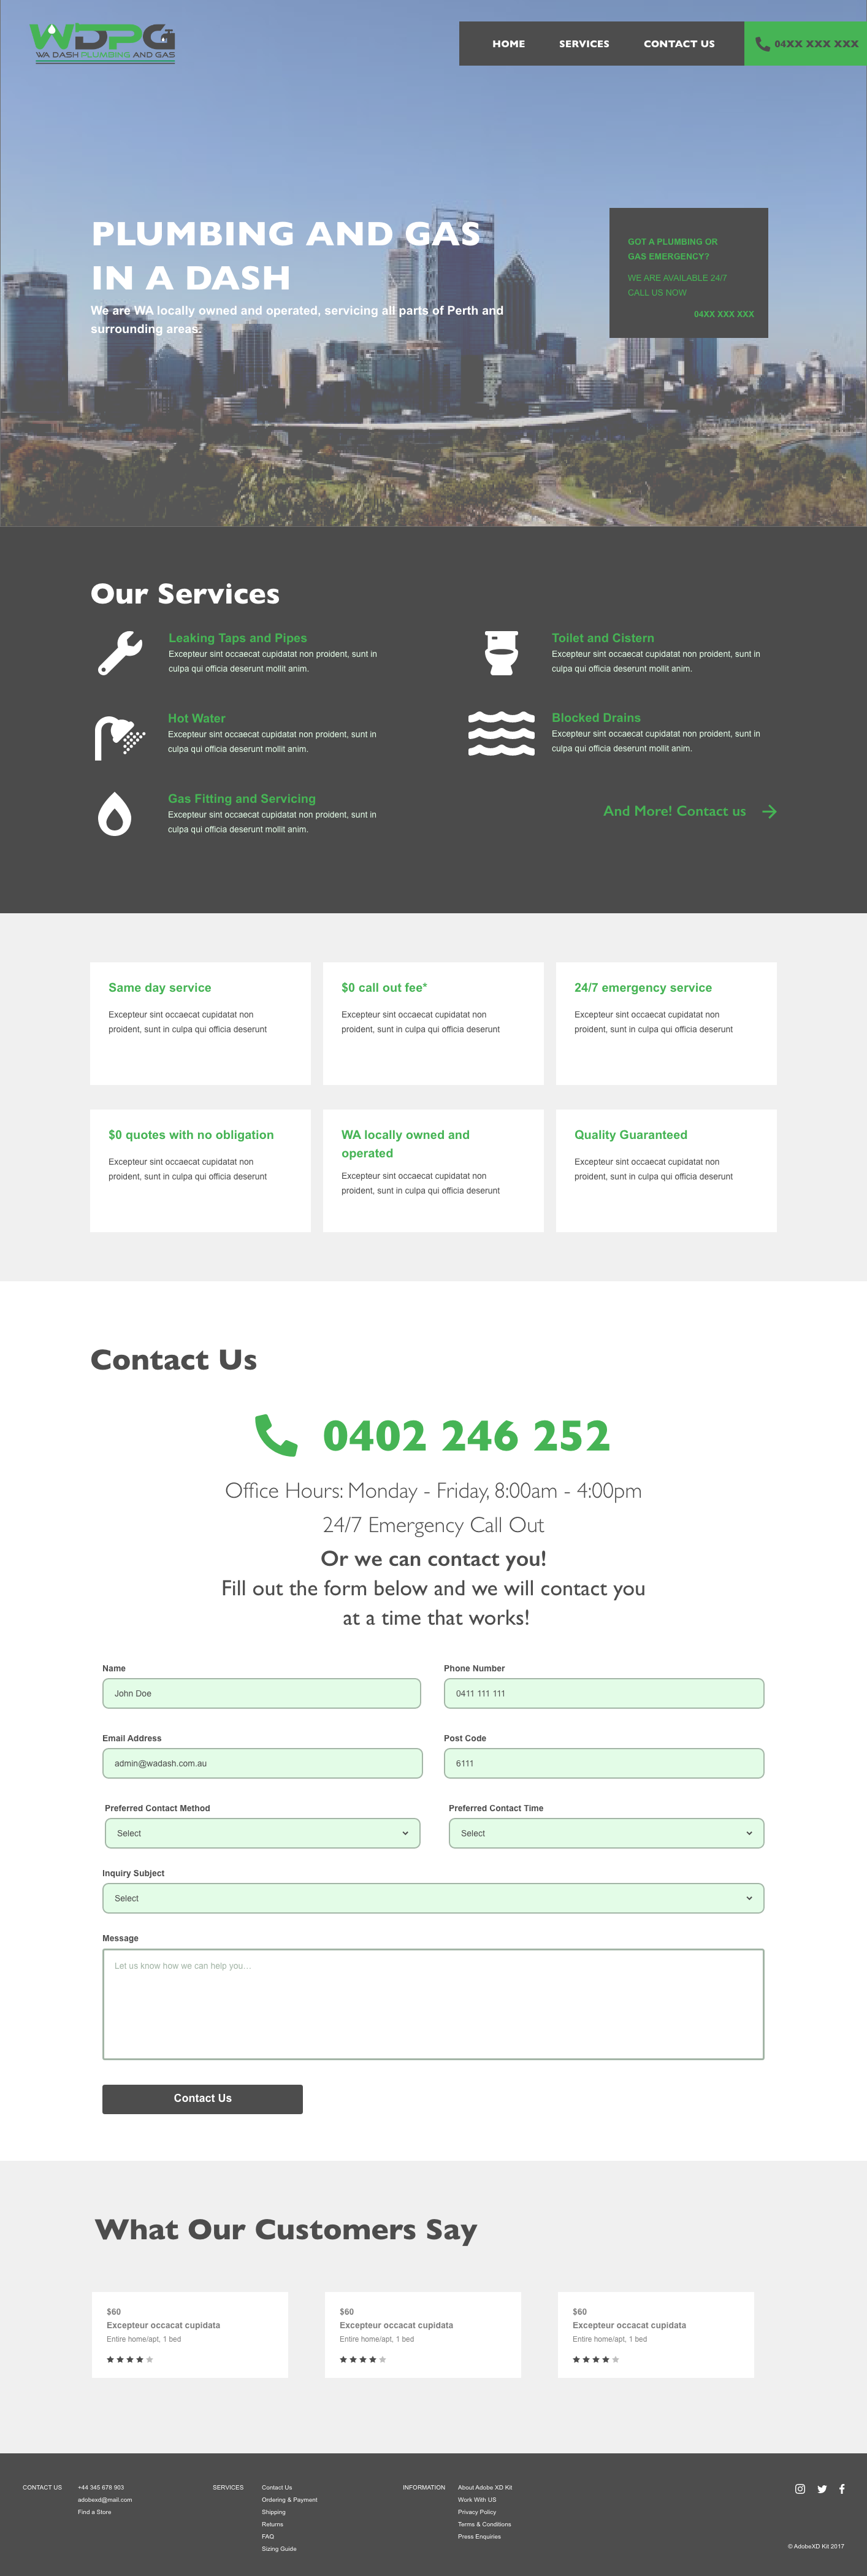 WDPG
WA DASH PLUMBING AND GAS
HOME SERVICES CONTACT US 04XX XXX XXX
PLUMBING AND GAS
IN A DASH
We are WA locally owned and operated, servicing all parts of Perth and
surrounding areas.
GOT A PLUMBING OR
GAS EMERGENCY?
WE ARE AVAILABLE 24/7
CALL US NOW
04XX XXX XXX
Our Services
Leaking Taps and Pipes
Excepteur sint occaecat cupidatat non proident, sunt in
culpa qui officia deserunt mollit anim.
Toilet and Cistern
Excepteur sint occaecat cupidatat non proident, sunt in
culpa qui officia deserunt mollit anim.
Hot Water
Excepteur sint occaecat cupidatat non proident, sunt in
culpa qui officia deserunt mollit anim.
Blocked Drains
Excepteur sint occaecat cupidatat non proident, sunt in
culpa qui officia deserunt mollit anim.
Gas Fitting and Servicing
Excepteur sint occaecat cupidatat non proident, sunt in
culpa qui officia deserunt mollit anim.
And More! Contact us
Same day service
Excepteur sint occaecat cupidatat non
proident, sunt in culpa qui officia deserunt
$0 call out fee*
Excepteur sint occaecat cupidatat non
proident, sunt in culpa qui officia deserunt
24/7 emergency service
Excepteur sint occaecat cupidatat non
proident, sunt in culpa qui officia deserunt
$0 quotes with no obligation
Excepteur sint occaecat cupidatat non
proident, sunt in culpa qui officia deserunt
WA locally owned and
operated
Excepteur sint occaecat cupidatat non
proident, sunt in culpa qui officia deserunt
Quality Guaranteed
Excepteur sint occaecat cupidatat non
proident, sunt in culpa qui officia deserunt
Contact Us
0402 246 252
Office Hours: Monday - Friday, 8:00am - 4:00pm
24/7 Emergency Call Out
Or we can contact you!
Fill out the form below and we will contact you
at a time that works!
Name
John Doe
Phone Number
0411 111 111
Email Address
admin@wadash.com.au
Post Code
6111
Preferred Contact Method
Select
Preferred Contact Time
Select
Inquiry Subject
Select
Message
Let us know how we can help you...
Contact Us
What Our Customers Say
$60
Excepteur occacat cupidata
Entire home/apt, 1 bed
$60
Excepteur occacat cupidata
Entire home/apt, 1 bed
$60
Excepteur occacat cupidata
Entire home/apt, 1 bed
CONTACT US
+44 345 678 903
adobexd@mail.com
Find a Store
SERVICES
Contact Us
Ordering & Payment
Shipping
Returns
FAQ
Sizing Guide
INFORMATION
About Adobe XD Kit
Work With US
Privacy Policy
Terms & Conditions
Press Enquiries
© AdobeXD Kit 2017